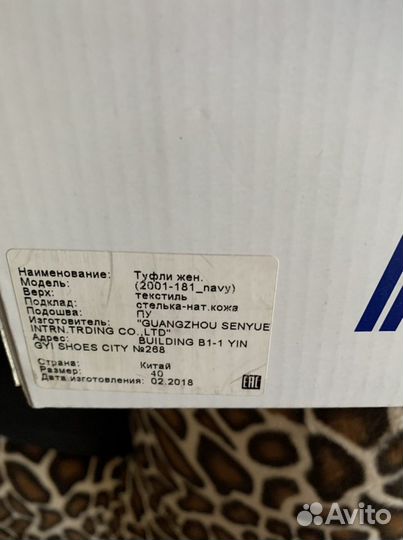 Наименование: Туфли жен.
Модель: (2001-181_navy)
Верх: текстиль
Подклад: стелька-нат.кожа
Подошва: ПУ
Изготовитель: "GUANGZHOU SENYUE
INTRN.TRDING CO.,LTD"
Адрес: BUILDING B1-1 YIN
GYI SHOES CITY №268
Страна: Китай
Размер: 40
Дата изготовления: 02.2018
EAC
Avito